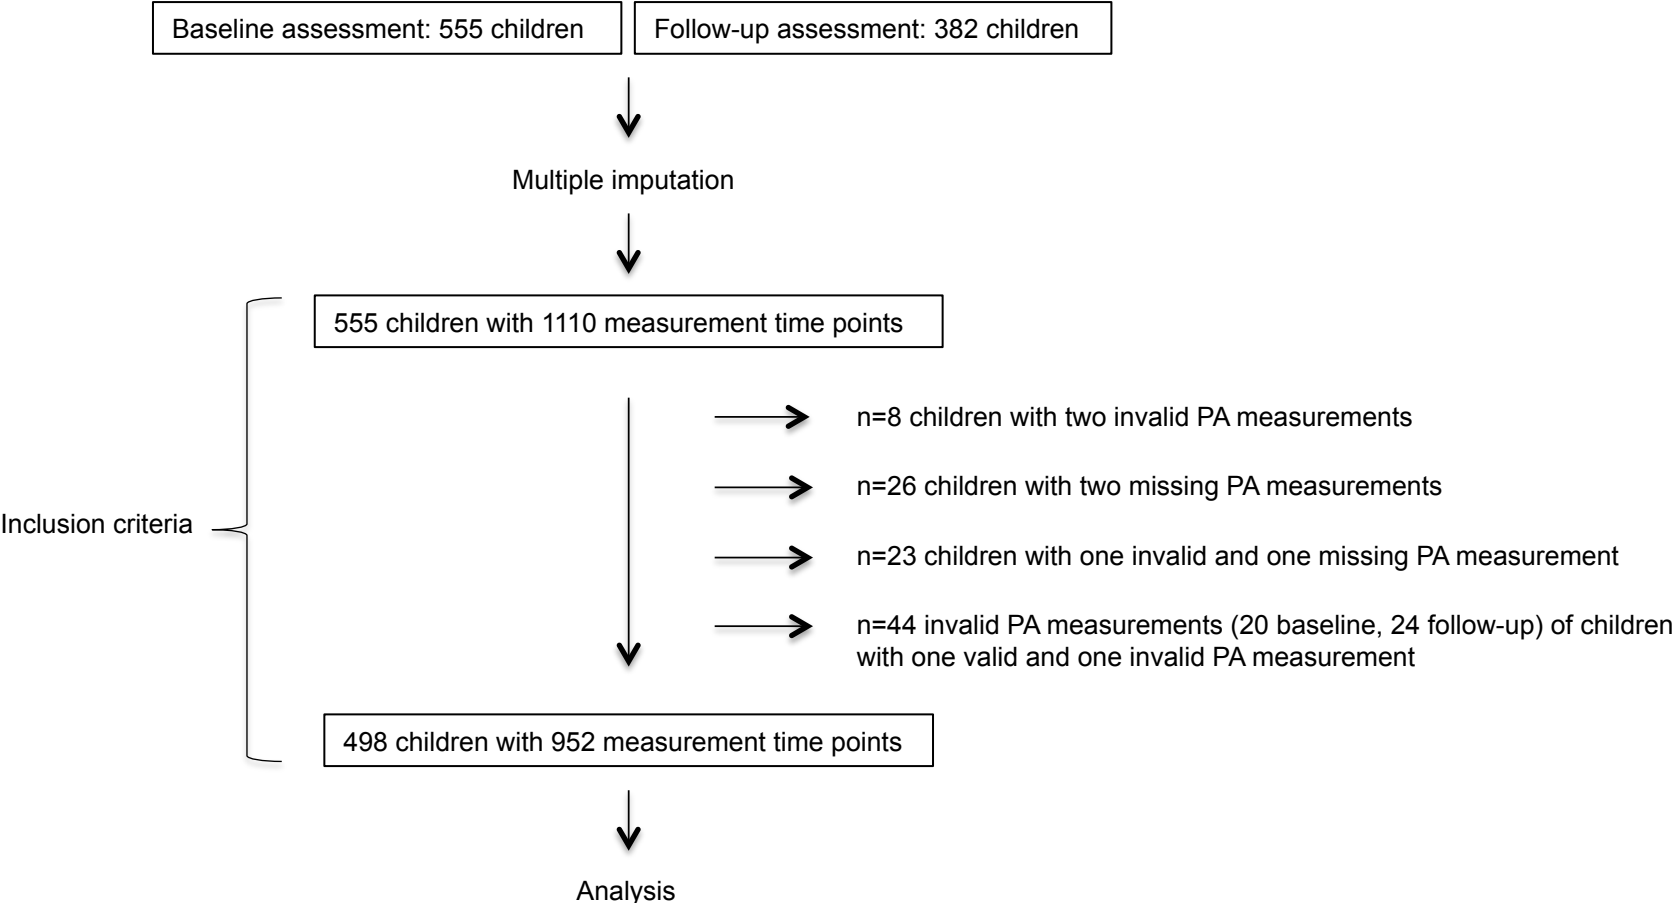 Baseline assessment: 555 children
Follow-up assessment: 382 children
Multiple imputation
555 children with 1110 measurement time points
n=8 children with two invalid PA measurements
n=26 children with two missing PA measurements
Inclusion criteria
n=23 children with one invalid and one missing PA measurement
n=44 invalid PA measurements (20 baseline, 24 follow-up) of children
with one valid and one invalid PA measurement
498 children with 952 measurement time points
Analysis